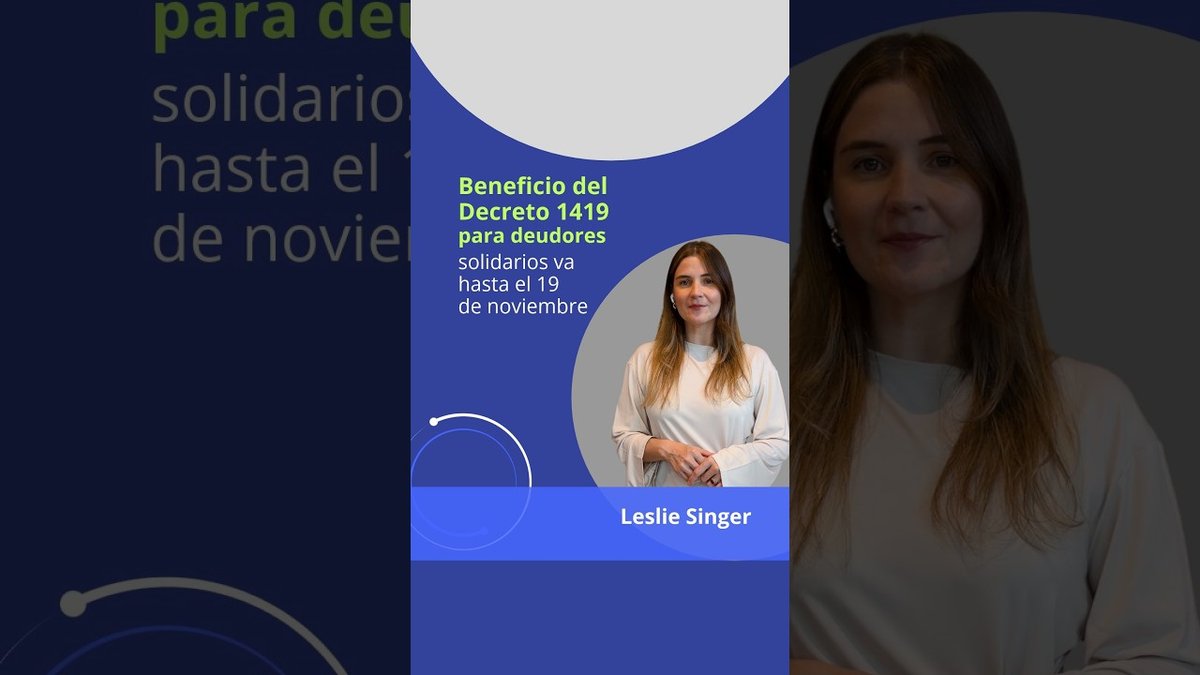 para deu
solidarios
hasta el 1
de novie
Beneficio del
Decreto 1419
para deudores
solidarios va
hasta el 19
de noviembre
Leslie Singer